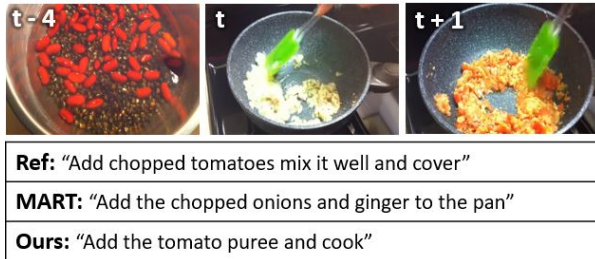 t - 4
t
t + 1
Ref: “Add chopped tomatoes mix it well and cover”
MART: “Add the chopped onions and ginger to the pan”
Ours: “Add the tomato puree and cook”